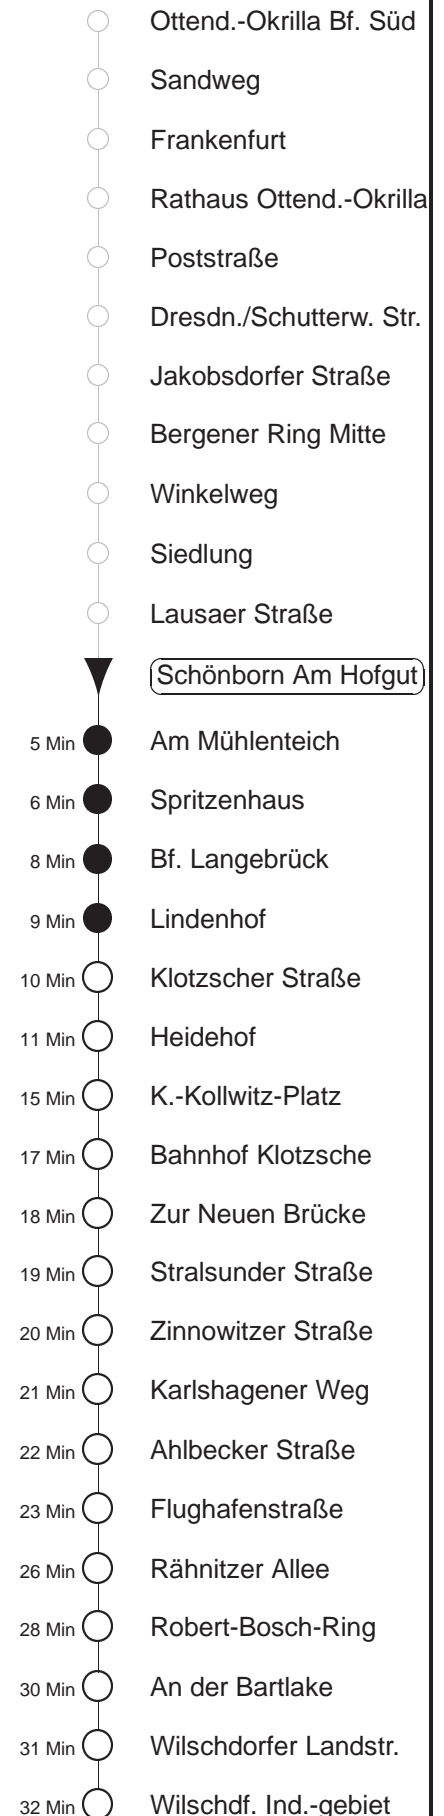 Ottend.-Okrilla Bf. Süd
Sandweg
Frankenfurt
Rathaus Ottend.-Okrilla
Poststraße
Dresdn./Schutterw. Str.
Jakobsdorfer Straße
Bergener Ring Mitte
Winkelweg
Siedlung
Lausaer Straße
Schönborn Am Hofgut
5 Min Am Mühlenteich
6 Min Spritzenhaus
8 Min Bf. Langebrück
9 Min Lindenhof
10 Min Klotzscher Straße
11 Min Heidehof
15 Min K.-Kollwitz-Platz
17 Min Bahnhof Klotzsche
18 Min Zur Neuen Brücke
19 Min Stralsunder Straße
20 Min Zinnowitzer Straße
21 Min Karlshagener Weg
22 Min Ahlbecker Straße
23 Min Flughafenstraße
26 Min Rähnitzer Allee
28 Min Robert-Bosch-Ring
30 Min An der Bartlake
31 Min Wilschdorfer Landstr.
32 Min Wilschdf. Ind.-gebiet